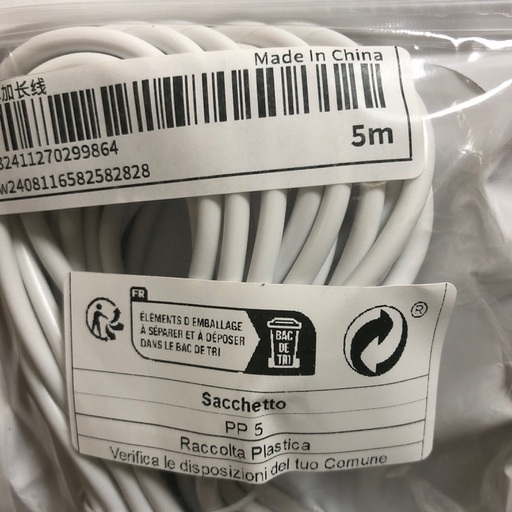 Made In China
加长线
5m
82411270299864
w2408116582582828
FR
ÉLÉMENTS D EMBALLAGE
À SÉPARER ET À DÉPOSER
DANS LE BAC DE TRI
BAC
DE
TRI
®
Sacchetto
PP 5
Raccolta Plastica
Verifica le disposizioni del tuo Comune